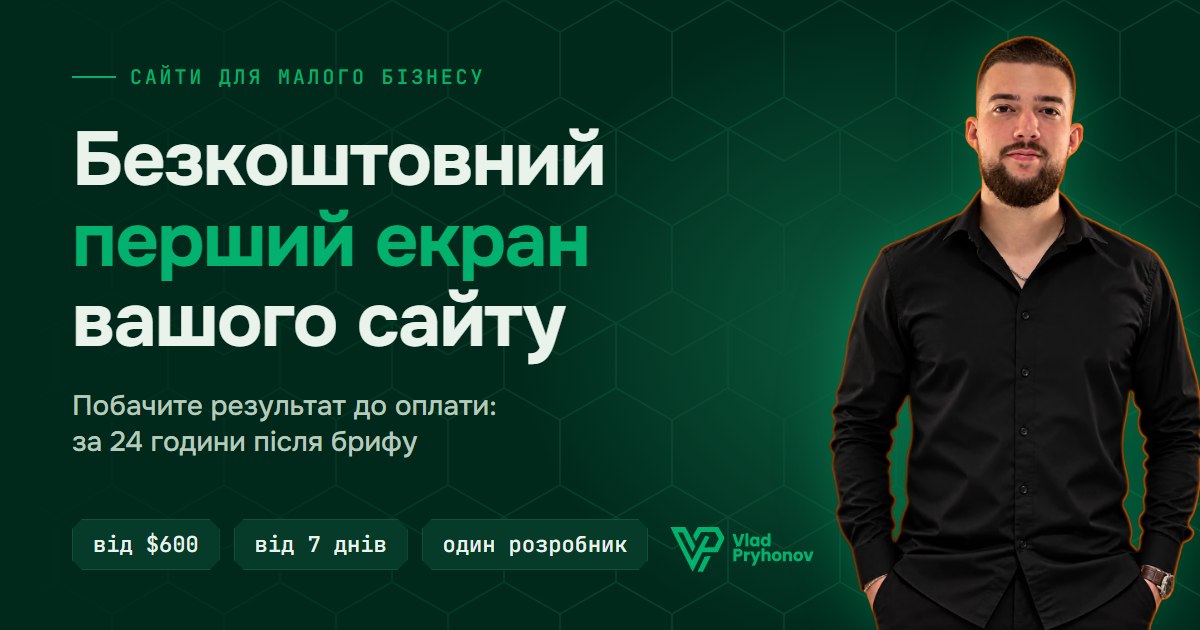 САЙТИ ДЛЯ МАЛОГО БІЗНЕСУ
Безкоштовний
перший екран
вашого сайту
Побачите результат до оплати:
за 24 години після брифу
від $600
від 7 днів
один розробник
VP
Vlad
Pryhonov